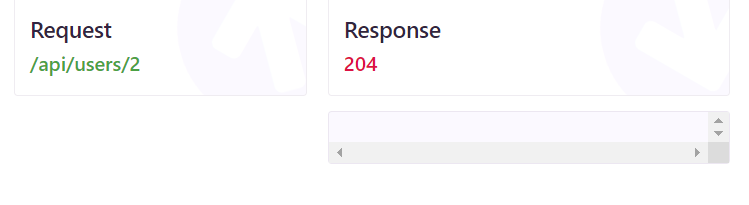 Request
/api/users/2
Response
204